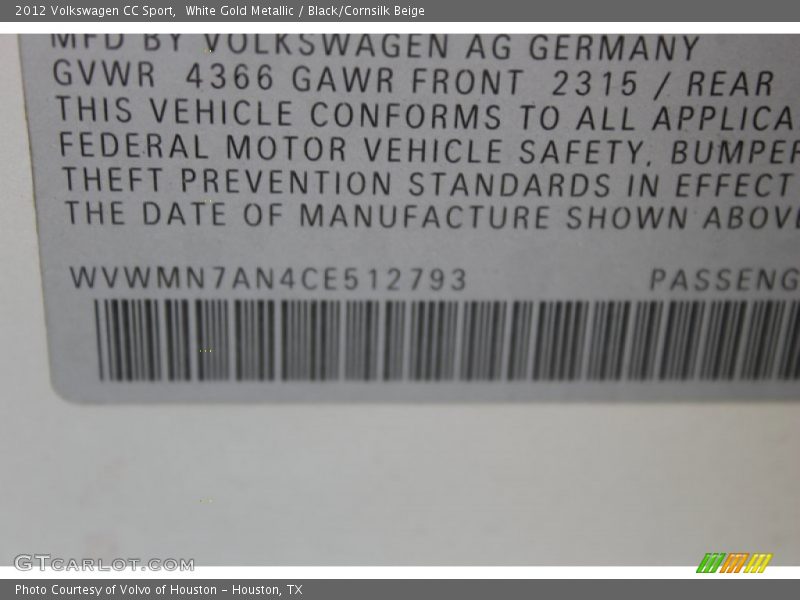 2012 Volkswagen CC Sport,  White Gold Metallic / Black/Cornsilk Beige
MFD BY VOLKSWAGEN AG GERMANY
GVWR 4366 GAWR FRONT 2315 / REAR
THIS VEHICLE CONFORMS TO ALL APPLICA
FEDERAL MOTOR VEHICLE SAFETY, BUMPER
THEFT PREVENTION STANDARDS IN EFFECT
THE DATE OF MANUFACTURE SHOWN ABOVE
WVWMN7AN4CE512793 PASSENG
GTCARLOT.COM
Photo Courtesy of Volvo of Houston - Houston, TX